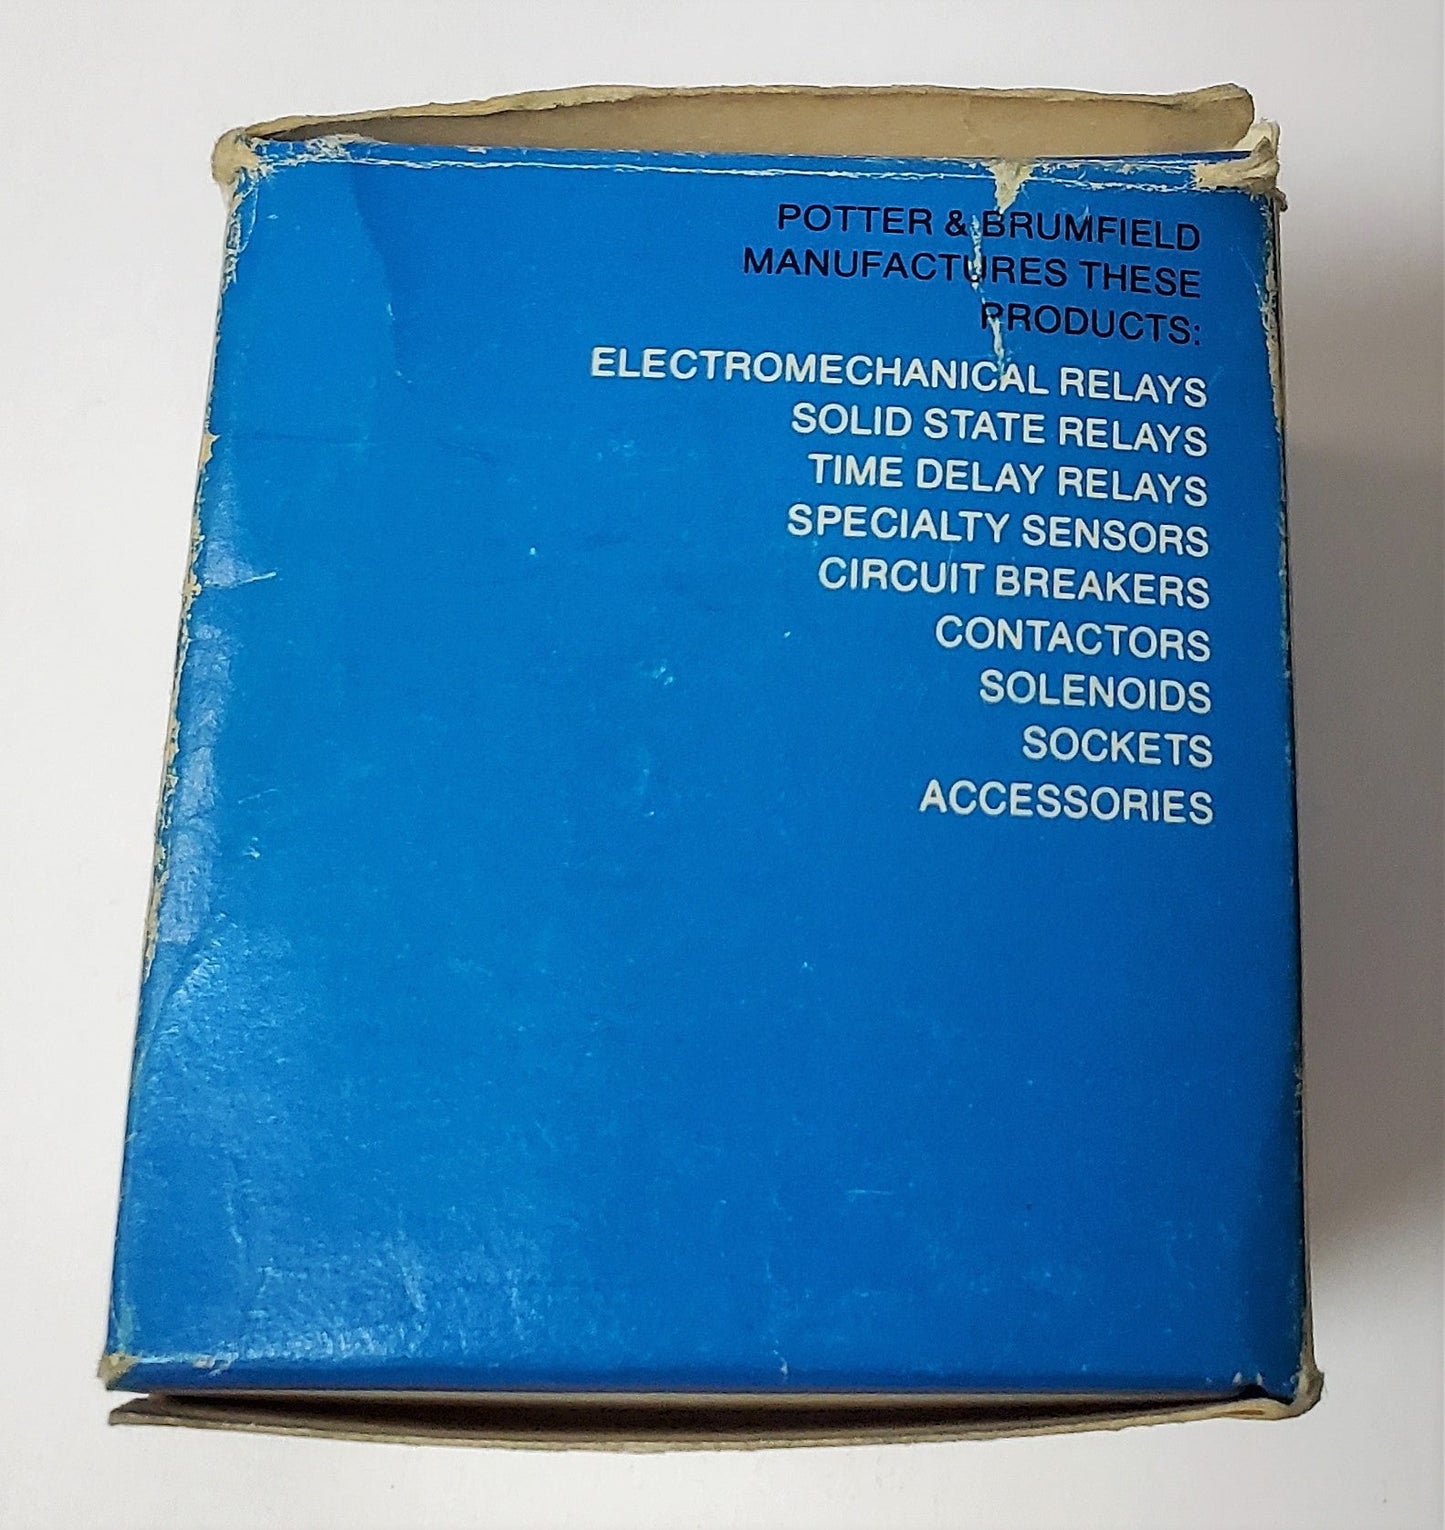 POTTER & BRUMFIELD
MANUFACTURES THESE
PRODUCTS:
ELECTROMECHANICAL RELAYS
SOLID STATE RELAYS
TIME DELAY RELAYS
SPECIALTY SENSORS
CIRCUIT BREAKERS
CONTACTORS
SOLENOIDS
SOCKETS
ACCESSORIES